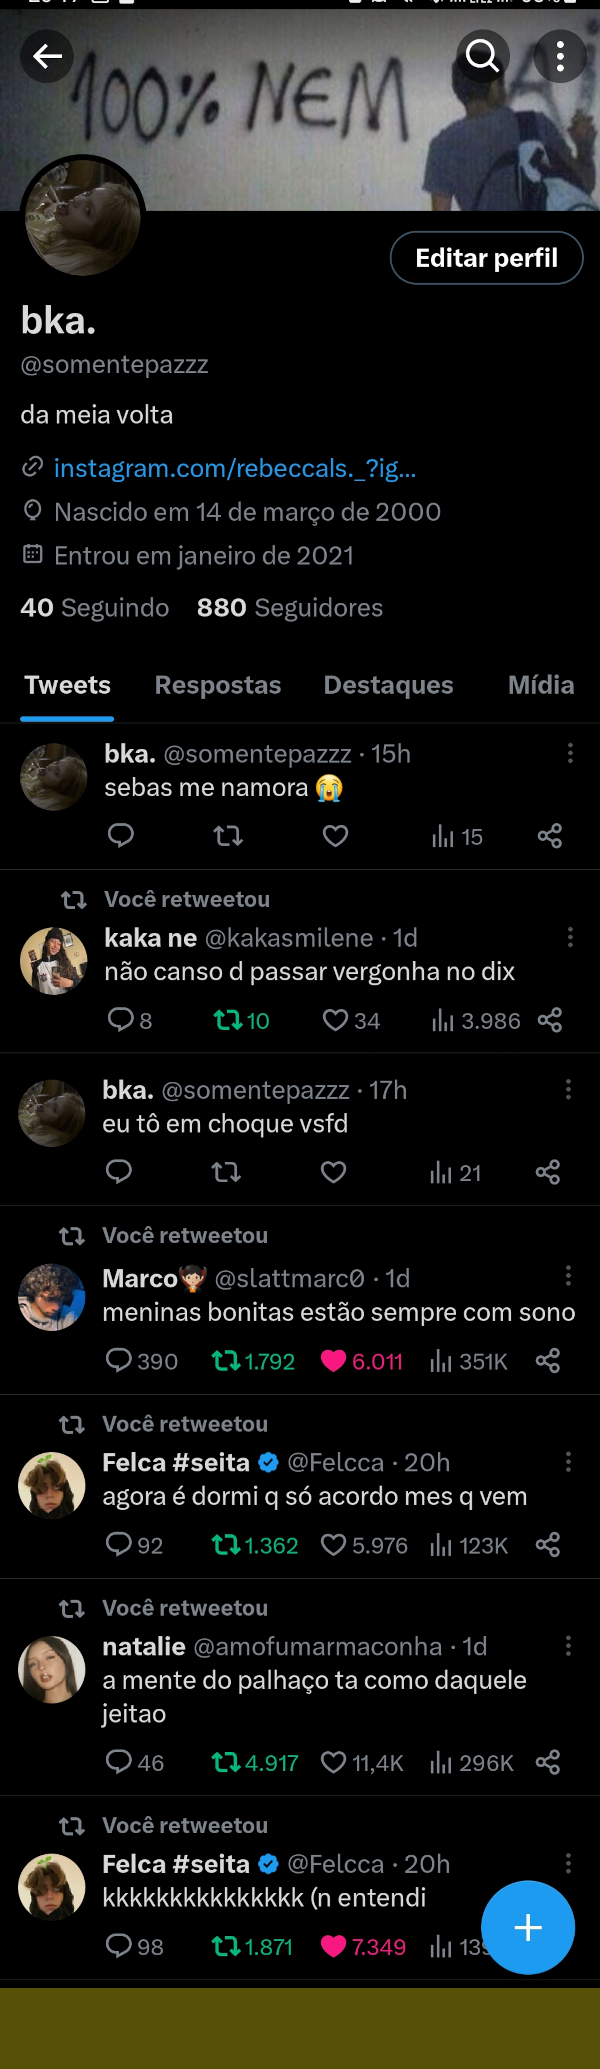 100% NEM AÍ
Editar perfil
bka.
@somentepazzz
da meia volta
instagram.com/rebeccals._?ig...
Nascido em 14 de março de 2000
Entrou em janeiro de 2021
40 Seguindo 880 Seguidores
Tweets Respostas Destaques Mídia
bka. @somentepazzz · 15h
sebas me namora 😭
15
Você retweetou
kaka ne @kakasmilene · 1d
não canso d passar vergonha no dix
8 10 34 3.986
bka. @somentepazzz · 17h
eu tô em choque vsfd
21
Você retweetou
Marco🧛🏻‍♂️ @slattmarc0 · 1d
meninas bonitas estão sempre com sono
390 1.792 6.011 351K
Você retweetou
Felca #seita @Felcca · 20h
agora é dormi q só acordo mes q vem
92 1.362 5.976 123K
Você retweetou
natalie @amofumarmaconha · 1d
a mente do palhaço ta como daquele
jeitao
46 4.917 11,4K 296K
Você retweetou
Felca #seita @Felcca · 20h
kkkkkkkkkkkkkkk (n entendi
98 1.871 7.349